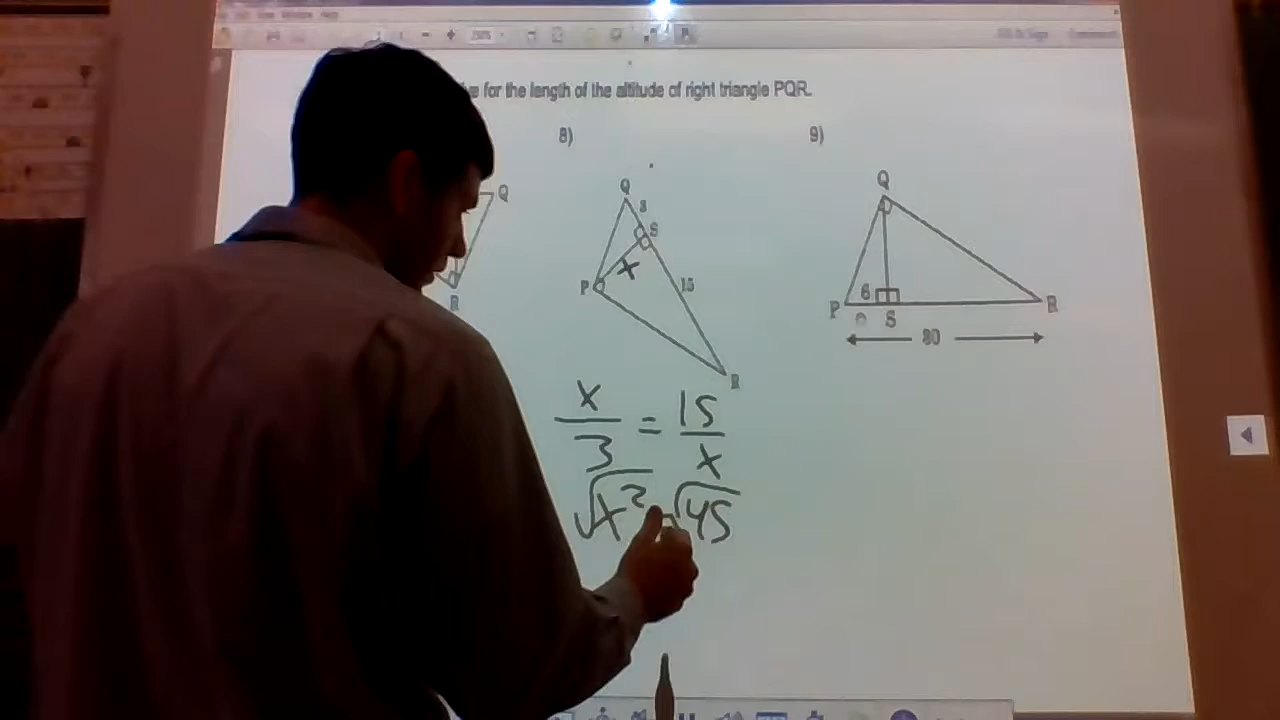 for the length of the altitude of right triangle PQR.
8)
9)
Q
R
Q
3
S
x
P
15
R
Q
P
6
S
R
80
x/3 = 15/x
√x² = √45